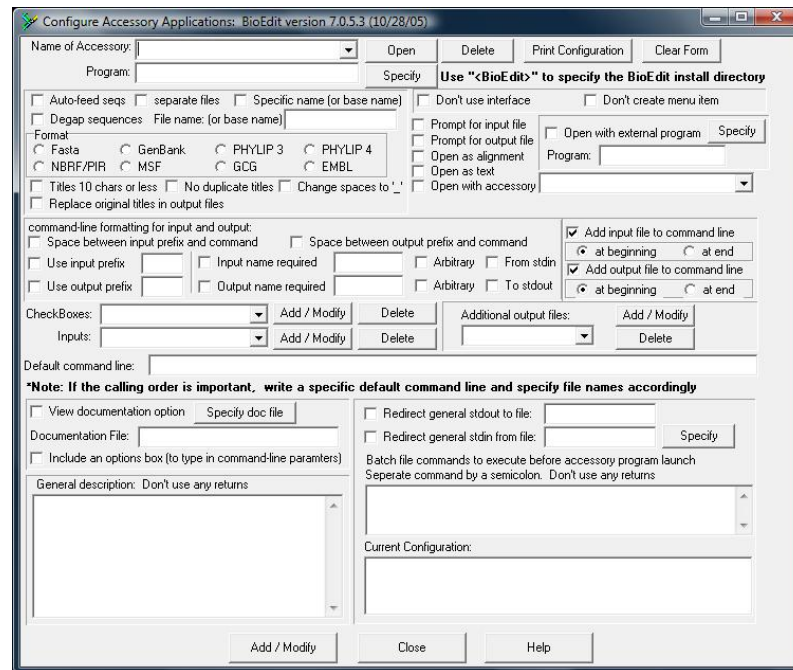 Configure Accessory Applications: BioEdit version 7.0.5.3 (10/28/05)
Name of Accessory: Open Delete Print Configuration Clear Form
Program: Specify Use "<BioEdit>" to specify the BioEdit install directory
Auto-feed seqs separate files Specific name (or base name)
Degap sequences File name: (or base name)
Format
Fasta GenBank PHYLIP 3 PHYLIP 4
NBRF/PIR MSF GCG EMBL
Titles 10 chars or less No duplicate titles Change spaces to '_'
Replace original titles in output files
Don't use interface Don't create menu item
Prompt for input file
Prompt for output file
Open as alignment
Open as text
Open with accessory
Open with external program Specify
Program:
command-line formatting for input and output:
Space between input prefix and command Space between output prefix and command
Use input prefix Input name required Arbitrary From stdin
Use output prefix Output name required Arbitrary To stdout
Add input file to command line
at beginning at end
Add output file to command line
at beginning at end
CheckBoxes: Add / Modify Delete
Inputs: Add / Modify Delete
Additional output files: Add / Modify
Delete
Default command line:
*Note: If the calling order is important, write a specific default command line and specify file names accordingly
View documentation option Specify doc file
Documentation File:
Include an options box (to type in command-line paramters)
General description: Don't use any returns
Redirect general stdout to file:
Redirect general stdin from file: Specify
Batch file commands to execute before accessory program launch
Seperate command by a semicolon. Don't use any returns
Current Configuration:
Add / Modify Close Help